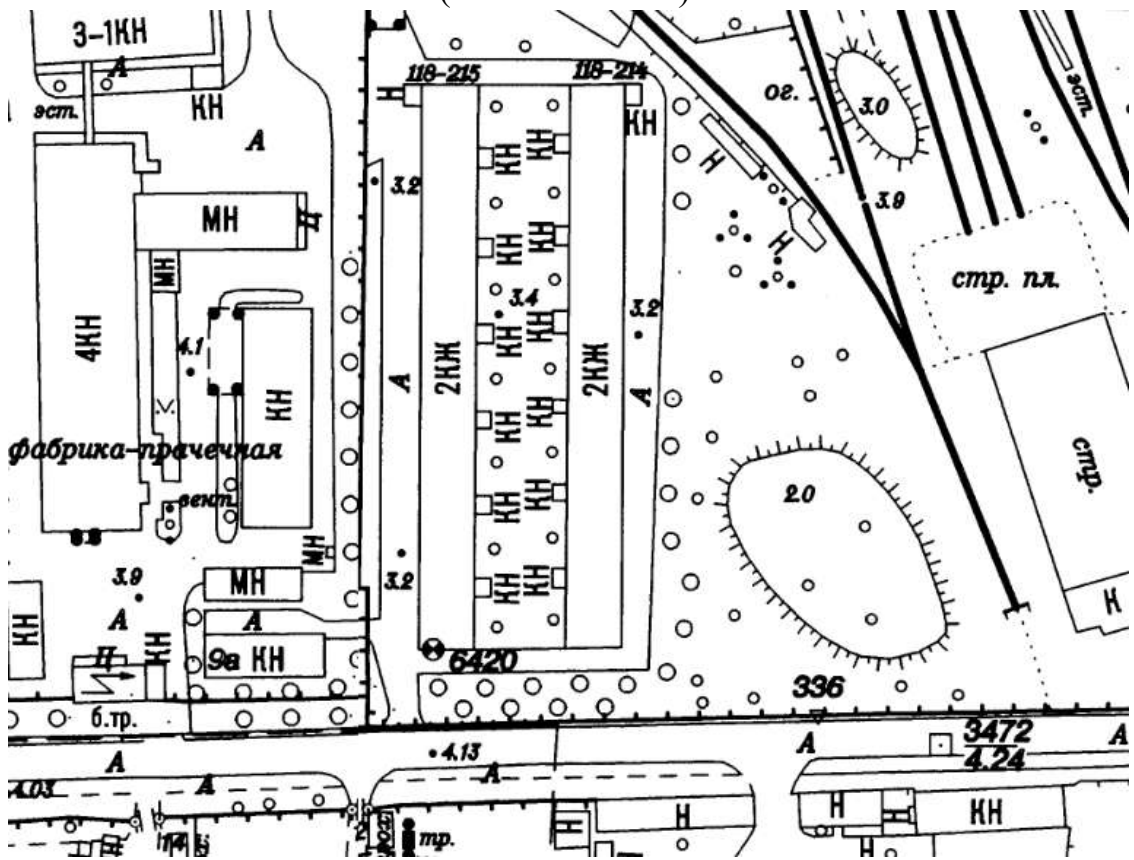 3-1КН
А
эст.
КН
А
118-215
118-214
Н
КН
ог.
3.0
эст.
Н
3.2
3.9
Н
МН
Ц
МН
КН
КН
КН
КН
3.4
3.2
стр. пл.
4КН
4.1
КН
КН
КН
2КЖ
2КЖ
А
А
КН
КН
КН
фабрика-прачечная
стр.
2.0
вент.
КН
КН
МН
3.9
МН
3.2
КН
КН
К
КН
А
А
КН
Ц
9а
КН
6420
336
б.тр.
А
4.13
А
3472
4.24
А
А
А
4.03
А
Н
Н
Н
Н
КН
14
тр.
Н
Н
Н